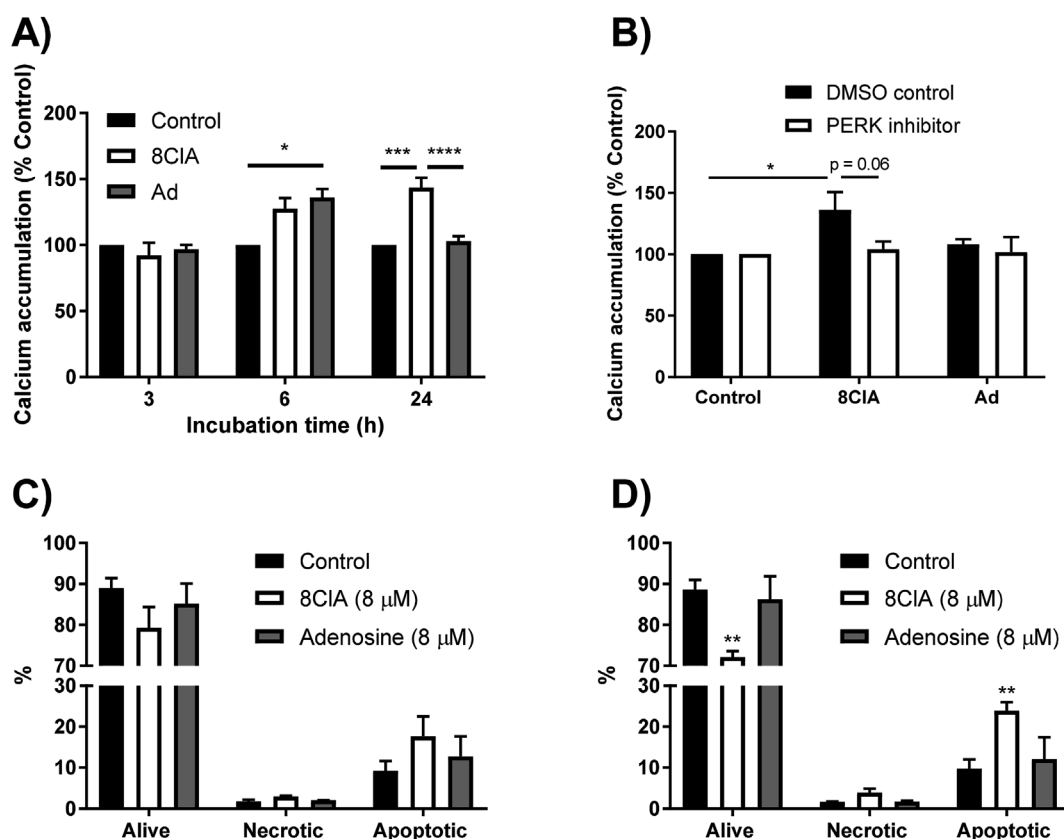 A)
Calcium accumulation (% Control)
200
150
100
50
0
Control
8ClA
Ad
*
***
****
3
6
24
Incubation time (h)
B)
Calcium accumulation (% Control)
200
150
100
50
0
DMSO control
PERK inhibitor
*
p = 0.06
Control
8ClA
Ad
C)
%
100
90
80
70
30
20
10
0
Control
8ClA (8 μM)
Adenosine (8 μM)
Alive
Necrotic
Apoptotic
D)
%
100
90
80
70
30
20
10
0
Control
8ClA (8 μM)
Adenosine (8 μM)
**
**
Alive
Necrotic
Apoptotic